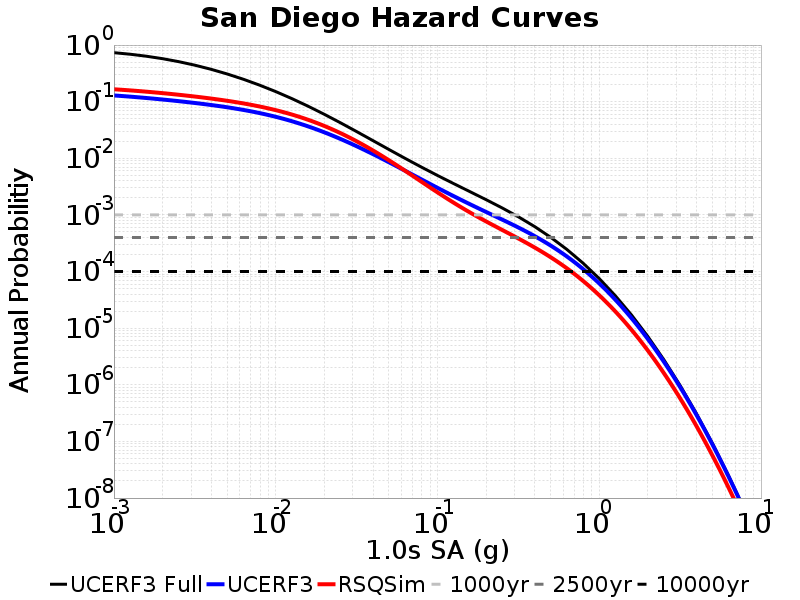 San Diego Hazard Curves
Annual Probabilitiy
10^0
10^-1
10^-2
10^-3
10^-4
10^-5
10^-6
10^-7
10^-8
10^-3 10^-2 10^-1 10^0 10^1
1.0s SA (g)
UCERF3 Full UCERF3 RSQSim 1000yr 2500yr 10000yr